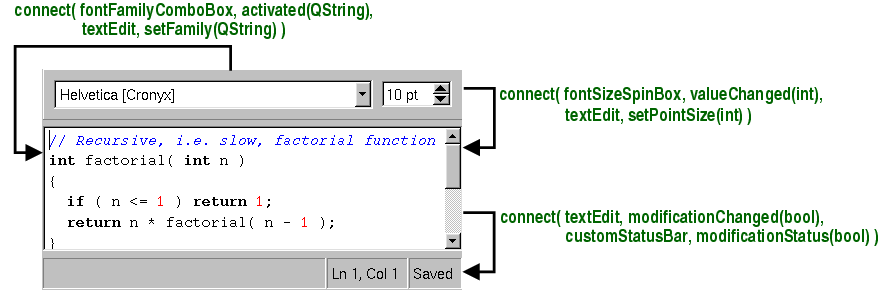 connect( fontFamilyComboBox, activated(QString),
textEdit, setFamily(QString) )
Helvetica [Cronyx]
10 pt
connect( fontSizeSpinBox, valueChanged(int),
textEdit, setPointSize(int) )
// Recursive, i.e. slow, factorial function
int factorial( int n )
{
if ( n <= 1 ) return 1;
return n * factorial( n - 1 );
}
connect( textEdit, modificationChanged(bool),
customStatusBar, modificationStatus(bool) )
Ln 1, Col 1
Saved